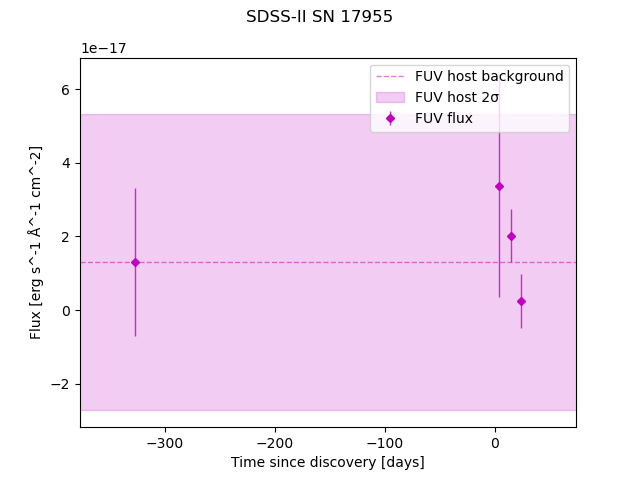 SDSS-II SN 17955
1e−17
FUV host background
FUV host 2σ
FUV flux
6
4
2
0
−2
Flux [erg s^-1 Å^-1 cm^-2]
−300
−200
−100
0
Time since discovery [days]